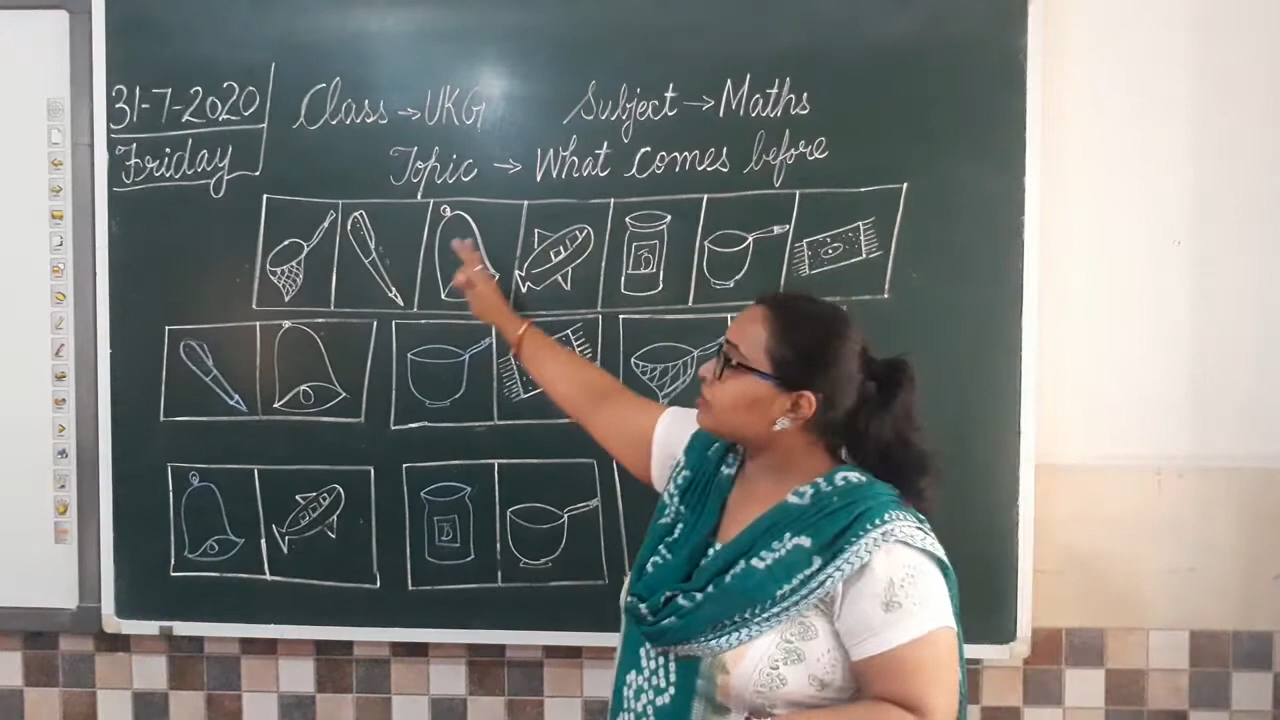 31-7-2020 Class → UKG Subject → Maths
Friday Topic → What comes before